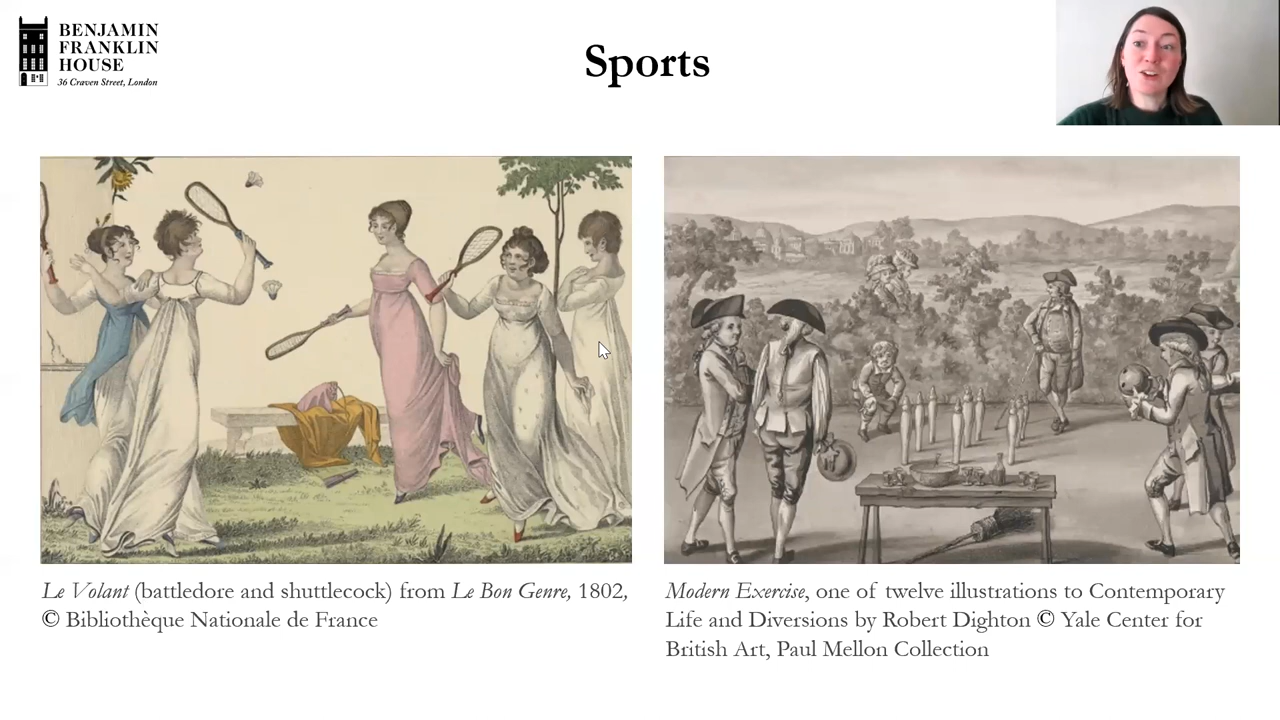 BENJAMIN
FRANKLIN
HOUSE
36 Craven Street, London
Sports
Le Volant (battledore and shuttlecock) from Le Bon Genre, 1802,
© Bibliothèque Nationale de France
Modern Exercise, one of twelve illustrations to Contemporary
Life and Diversions by Robert Dighton © Yale Center for
British Art, Paul Mellon Collection